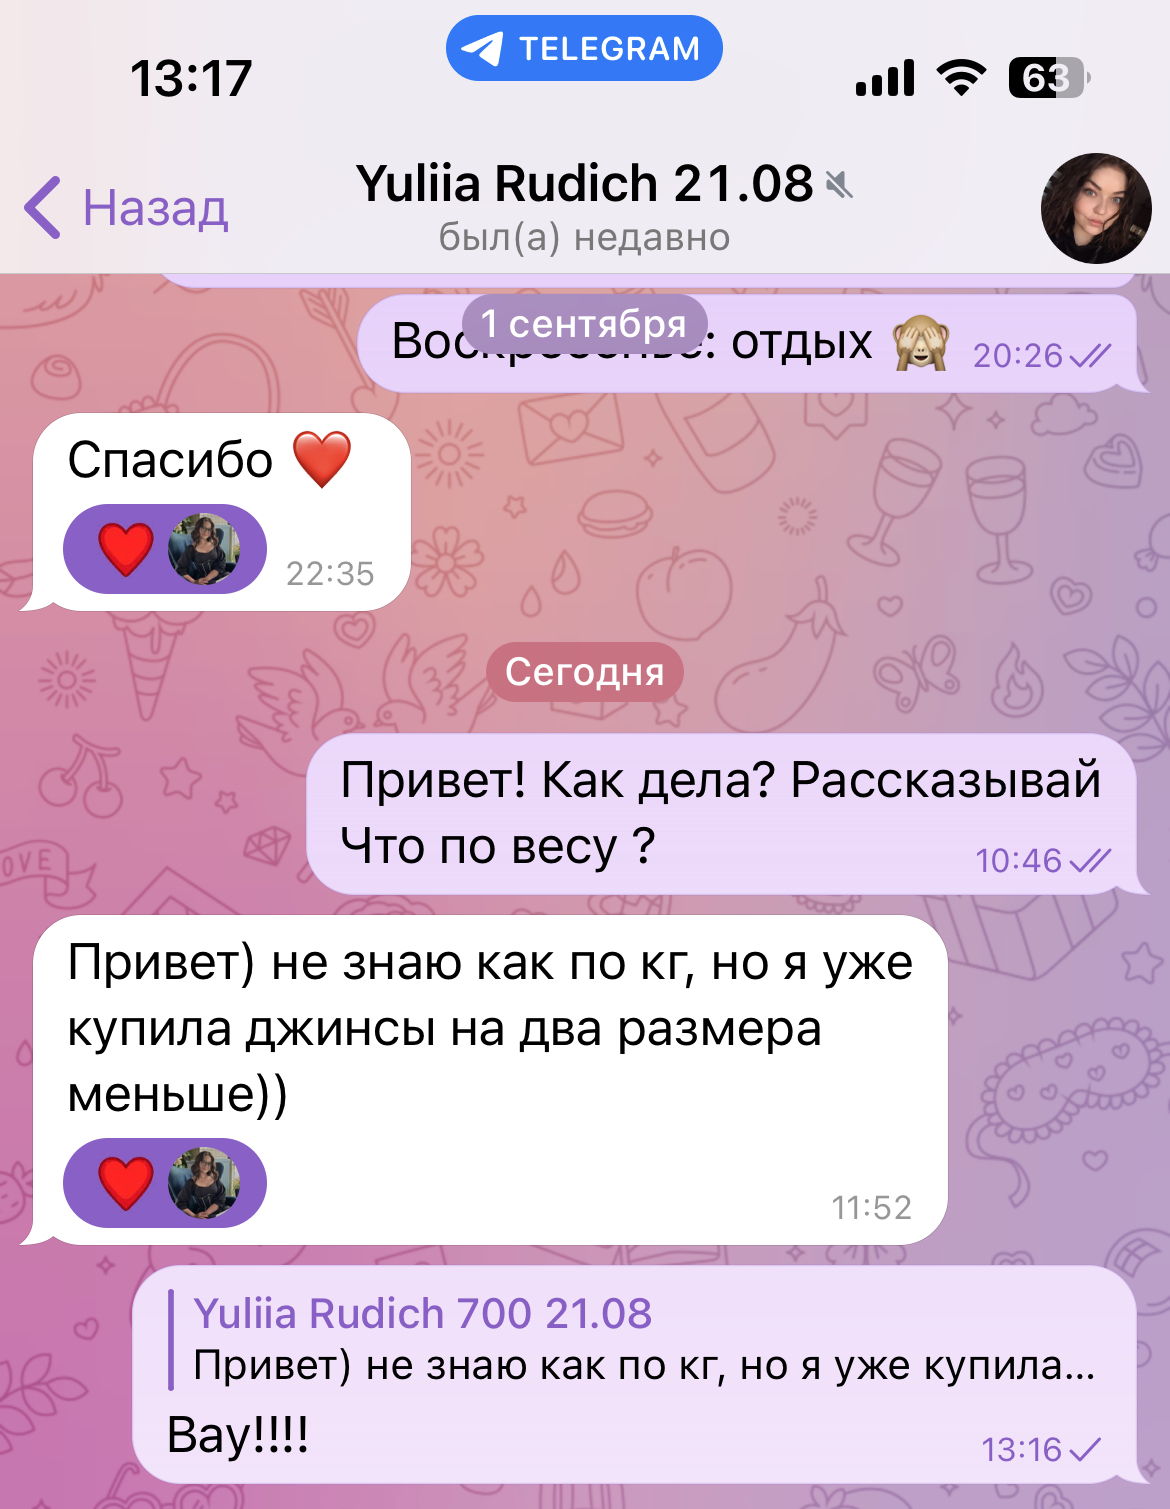 TELEGRAM
13:17
63
Назад
Yuliia Rudich 21.08
был(а) недавно
1 сентября
Воскресенье: отдых 🙈 20:26
Спасибо ❤️
22:35
Сегодня
Привет! Как дела? Рассказывай
Что по весу ? 10:46
Привет) не знаю как по кг, но я уже
купила джинсы на два размера
меньше))
11:52
Yuliia Rudich 700 21.08
Привет) не знаю как по кг, но я уже купила...
Вау!!!! 13:16
OVE